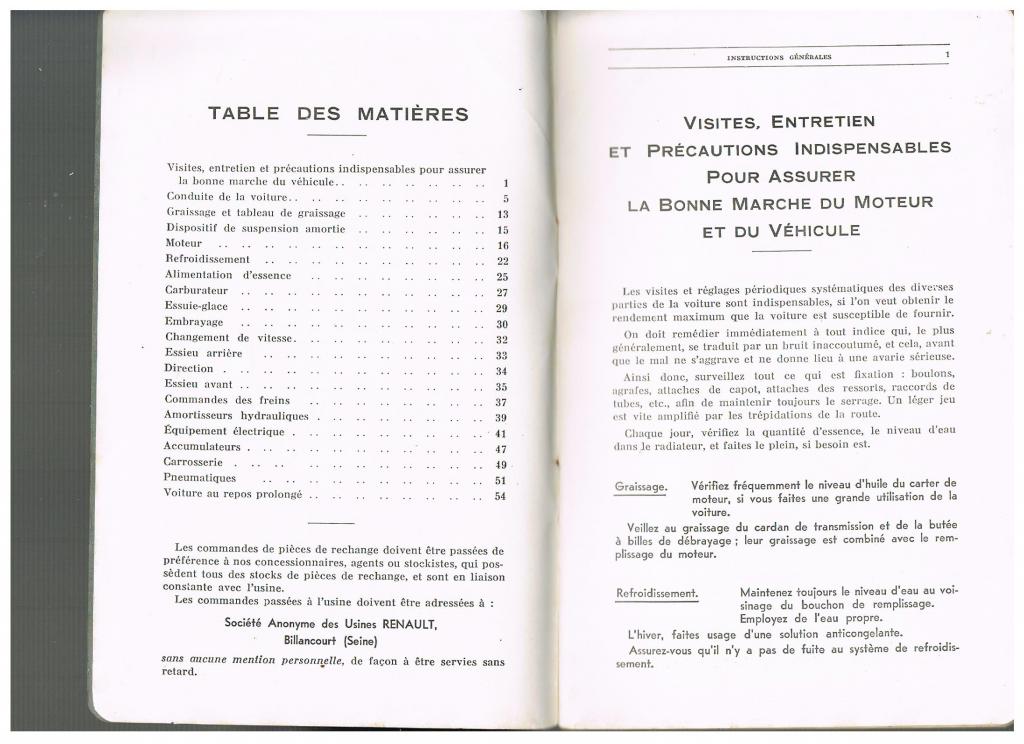 TABLE DES MATIÈRES
Visites, entretien et précautions indispensables pour assurer
la bonne marche du véhicule.. .. .. .. .. .. .. .. 1
Conduite de la voiture.. .. .. .. .. .. .. .. .. 5
Graissage et tableau de graissage .. .. .. .. .. .. 13
Dispositif de suspension amortie .. .. .. .. .. .. 15
Moteur .. .. .. .. .. .. .. .. .. .. .. .. 16
Refroidissement .. .. .. .. .. .. .. .. .. .. 22
Alimentation d'essence .. .. .. .. .. .. .. .. 25
Carburateur .. .. .. .. .. .. .. .. .. .. .. 27
Essuie-glace .. .. .. .. .. .. .. .. .. .. .. 29
Embrayage .. .. .. .. .. .. .. .. .. .. .. 30
Changement de vitesse. .. .. .. .. .. .. .. .. 32
Essieu arrière .. .. .. .. .. .. .. .. .. .. 33
Direction . .. .. .. .. .. .. .. .. .. .. .. 34
Essieu avant .. .. .. .. .. .. .. .. .. .. .. 35
Commandes des freins .. .. .. .. .. .. .. .. 37
Amortisseurs hydrauliques . .. .. .. .. .. .. .. 39
Équipement électrique . .. .. .. .. .. .. .. .. 41
Accumulateurs . .. .. .. .. .. .. .. .. .. .. 47
Carrosserie . .. .. .. .. .. .. .. .. .. .. 49
Pneumatiques .. .. .. .. .. .. .. .. .. .. 51
Voiture au repos prolongé .. .. .. .. .. .. .. .. 54
Les commandes de pièces de rechange doivent être passées de
préférence à nos concessionnaires, agents ou stockistes, qui pos-
sèdent tous des stocks de pièces de rechange, et sont en liaison
constante avec l'usine.
Les commandes passées à l'usine doivent être adressées à :
Société Anonyme des Usines RENAULT,
Billancourt (Seine)
sans aucune mention personnelle, de façon à être servies sans
retard.
INSTRUCTIONS GÉNÉRALES 1
VISITES, ENTRETIEN
ET PRÉCAUTIONS INDISPENSABLES
POUR ASSURER
LA BONNE MARCHE DU MOTEUR
ET DU VÉHICULE
Les visites et réglages périodiques systématiques des diverses
parties de la voiture sont indispensables, si l'on veut obtenir le
rendement maximum que la voiture est susceptible de fournir.
On doit remédier immédiatement à tout indice qui, le plus
généralement, se traduit par un bruit inaccoutumé, et cela, avant
que le mal ne s'aggrave et ne donne lieu à une avarie sérieuse.
Ainsi donc, surveillez tout ce qui est fixation : boulons,
agrafes, attaches de capot, attaches des ressorts, raccords de
tubes, etc., afin de maintenir toujours le serrage. Un léger jeu
est vite amplifié par les trépidations de la route.
Chaque jour, vérifiez la quantité d'essence, le niveau d'eau
dans le radiateur, et faites le plein, si besoin est.
Graissage. Vérifiez fréquemment le niveau d'huile du carter de
moteur, si vous faites une grande utilisation de la
voiture.
Veillez au graissage du cardan de transmission et de la butée
à billes de débrayage ; leur graissage est combiné avec le rem-
plissage du moteur.
Refroidissement. Maintenez toujours le niveau d'eau au voi-
sinage du bouchon de remplissage.
Employez de l'eau propre.
L'hiver, faites usage d'une solution anticongelante.
Assurez-vous qu'il n'y a pas de fuite au système de refroidis-
sement.